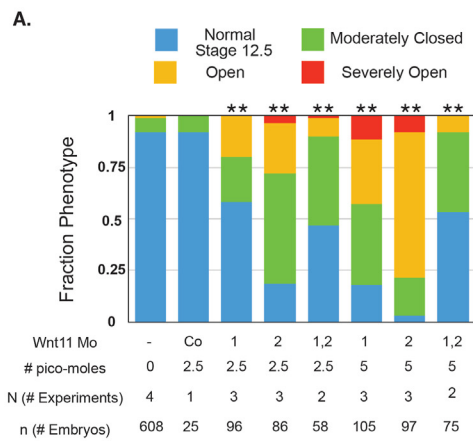 A.
Normal Stage 12.5
Moderately Closed
Open
Severely Open
** ** ** ** ** **
1
0.75
0.5
0.25
0
Fraction Phenotype
Wnt11 Mo - Co 1 2 1,2 1 2 1,2
# pico-moles 0 2.5 2.5 2.5 2.5 5 5 5
N (# Experiments) 4 1 3 3 2 3 3 2
n (# Embryos) 608 25 96 86 58 105 97 75